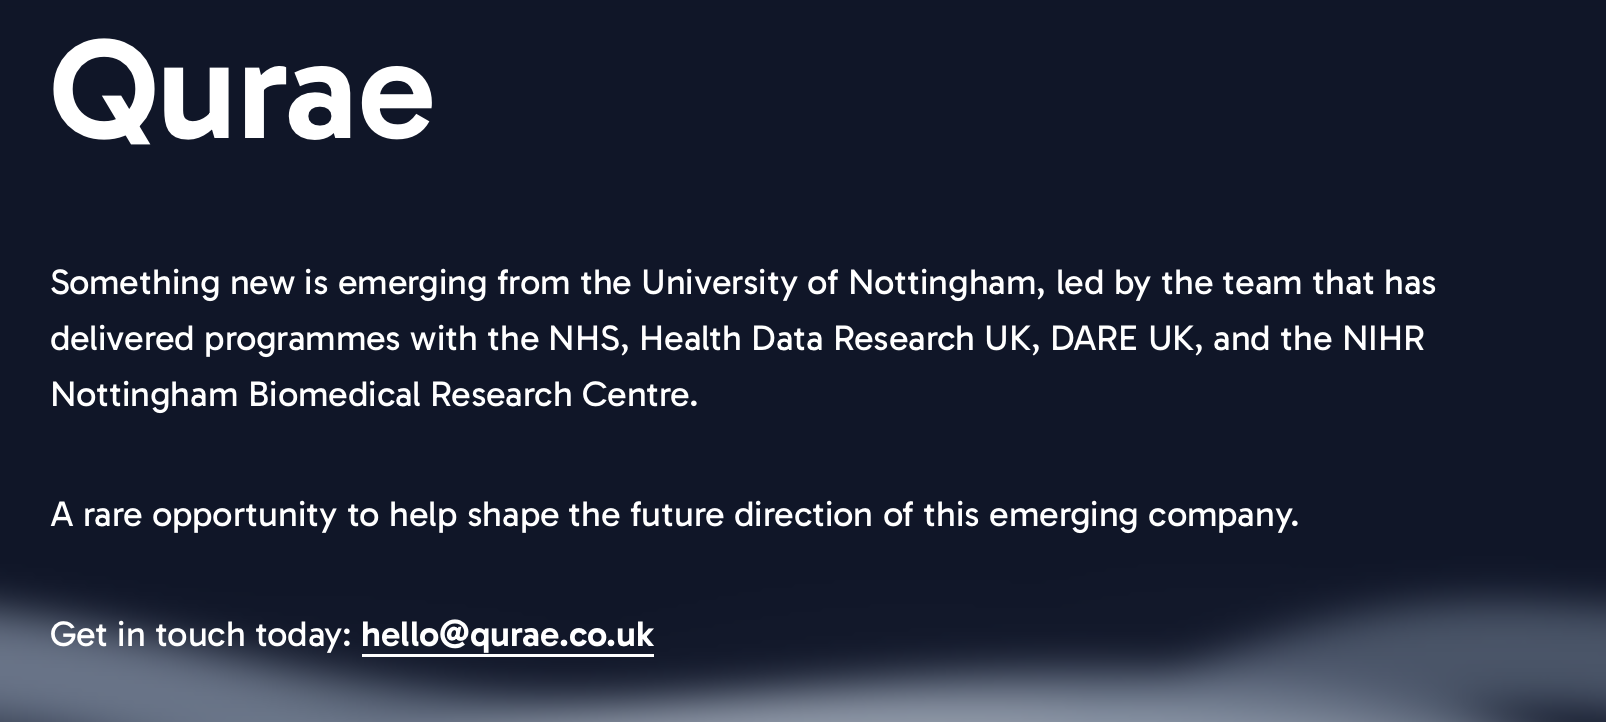 Qurae
Something new is emerging from the University of Nottingham, led by the team that has
delivered programmes with the NHS, Health Data Research UK, DARE UK, and the NIHR
Nottingham Biomedical Research Centre.
A rare opportunity to help shape the future direction of this emerging company.
Get in touch today: hello@qurae.co.uk